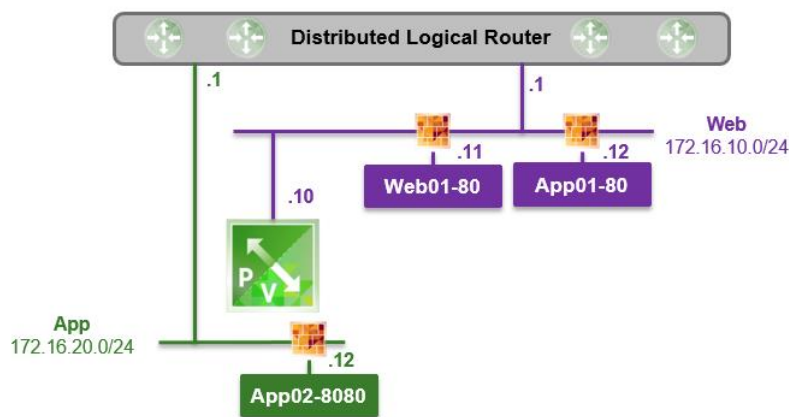 Distributed Logical Router
.1
.1
Web
172.16.10.0/24
.11
.12
Web01-80
App01-80
.10
P
V
App
172.16.20.0/24
.12
App02-8080